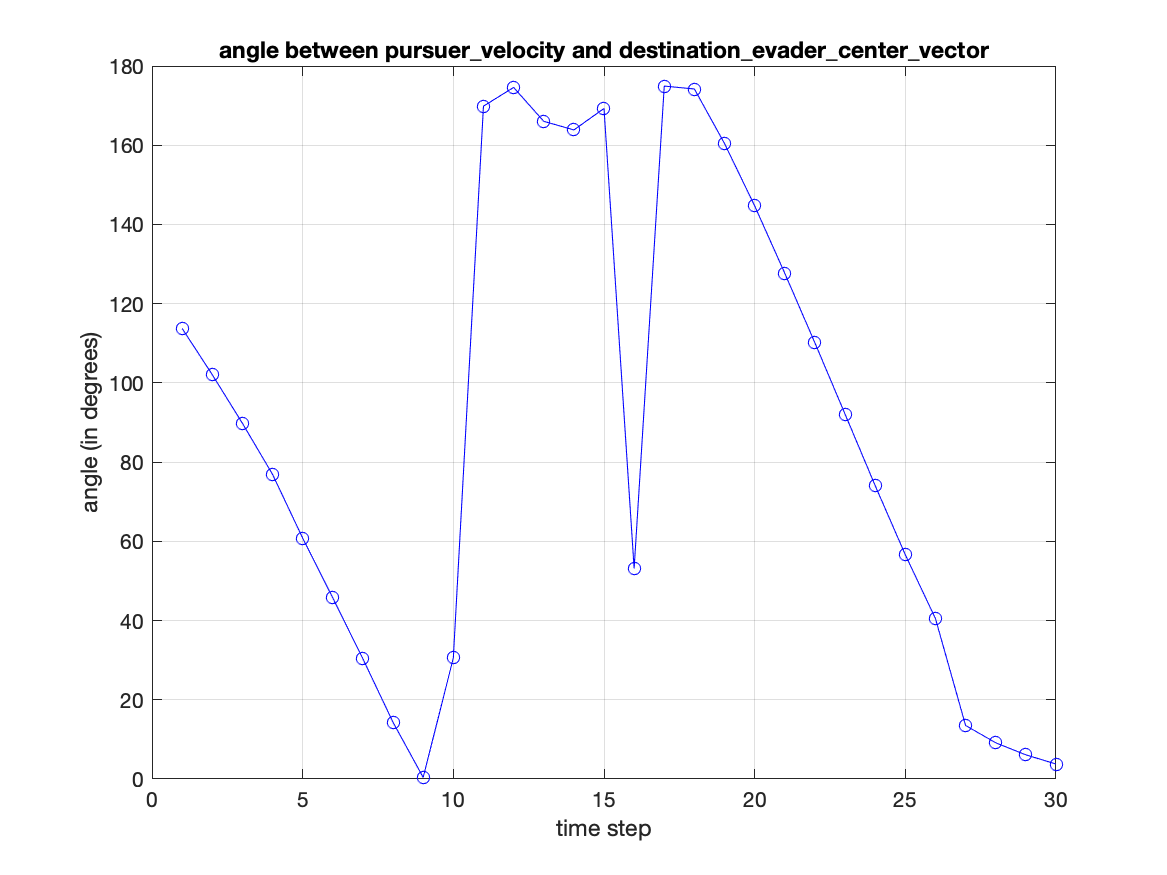 angle between pursuer_velocity and destination_evader_center_vector
180
160
140
120
100
80
60
40
20
0
angle (in degrees)
0 5 10 15 20 25 30
time step